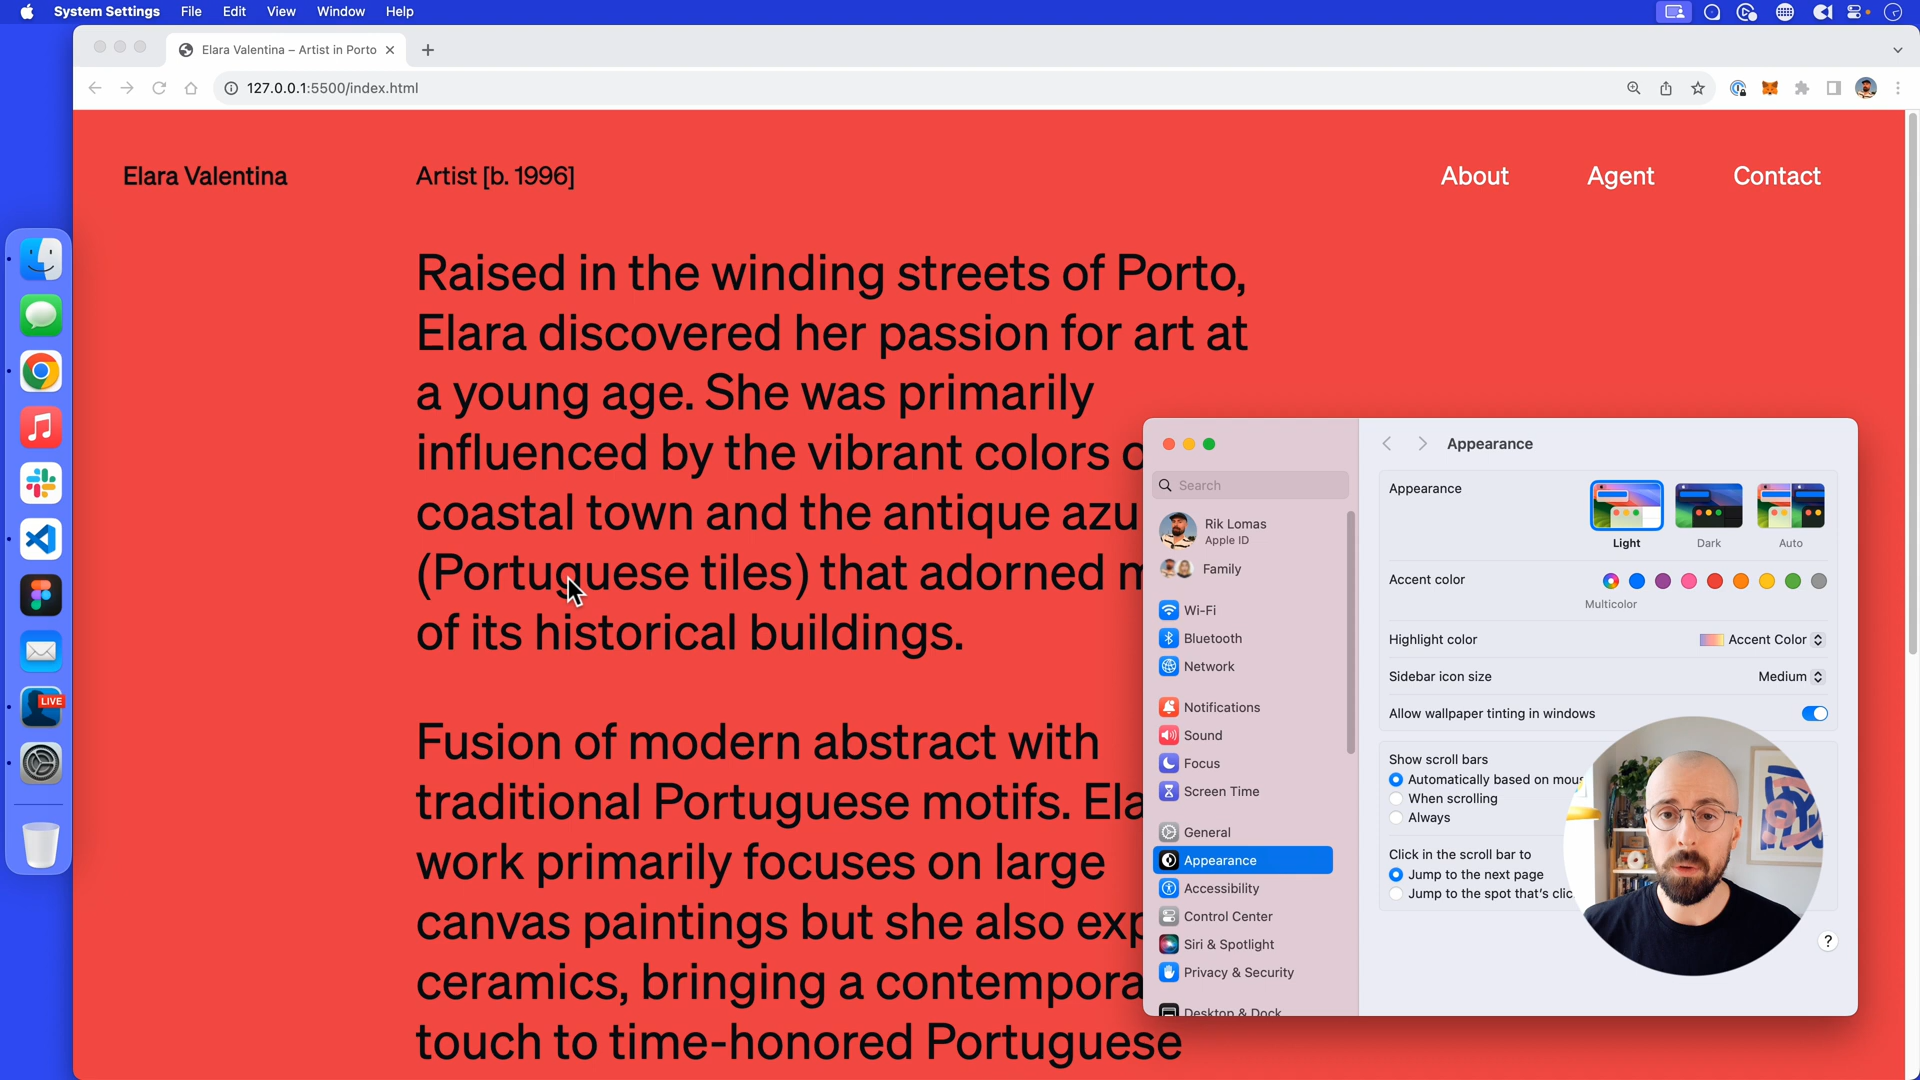 System Settings File Edit View Window Help
Elara Valentina – Artist in Porto
127.0.0.1:5500/index.html
Elara Valentina
Artist [b. 1996]
About
Agent
Contact
Raised in the winding streets of Porto,
Elara discovered her passion for art at
a young age. She was primarily
influenced by the vibrant colors
coastal town and the antique
(Portuguese tiles) that adorned
of its historical buildings.
Fusion of modern abstract with
traditional Portuguese motifs.
work primarily focuses on large
canvas paintings but she also
ceramics, bringing a
touch to time-honored Portuguese
LIVE
Search
Rik Lomas
Apple ID
Family
Wi-Fi
Bluetooth
Network
Notifications
Sound
Focus
Screen Time
General
Appearance
Accessibility
Control Center
Siri & Spotlight
Privacy & Security
Desktop & Dock
Appearance
Appearance
Light
Dark
Auto
Accent color
Multicolor
Highlight color
Accent Color
Sidebar icon size
Medium
Allow wallpaper tinting in windows
Show scroll bars
Automatically based on
When scrolling
Always
Click in the scroll bar to
Jump to the next page
Jump to the spot that's
?